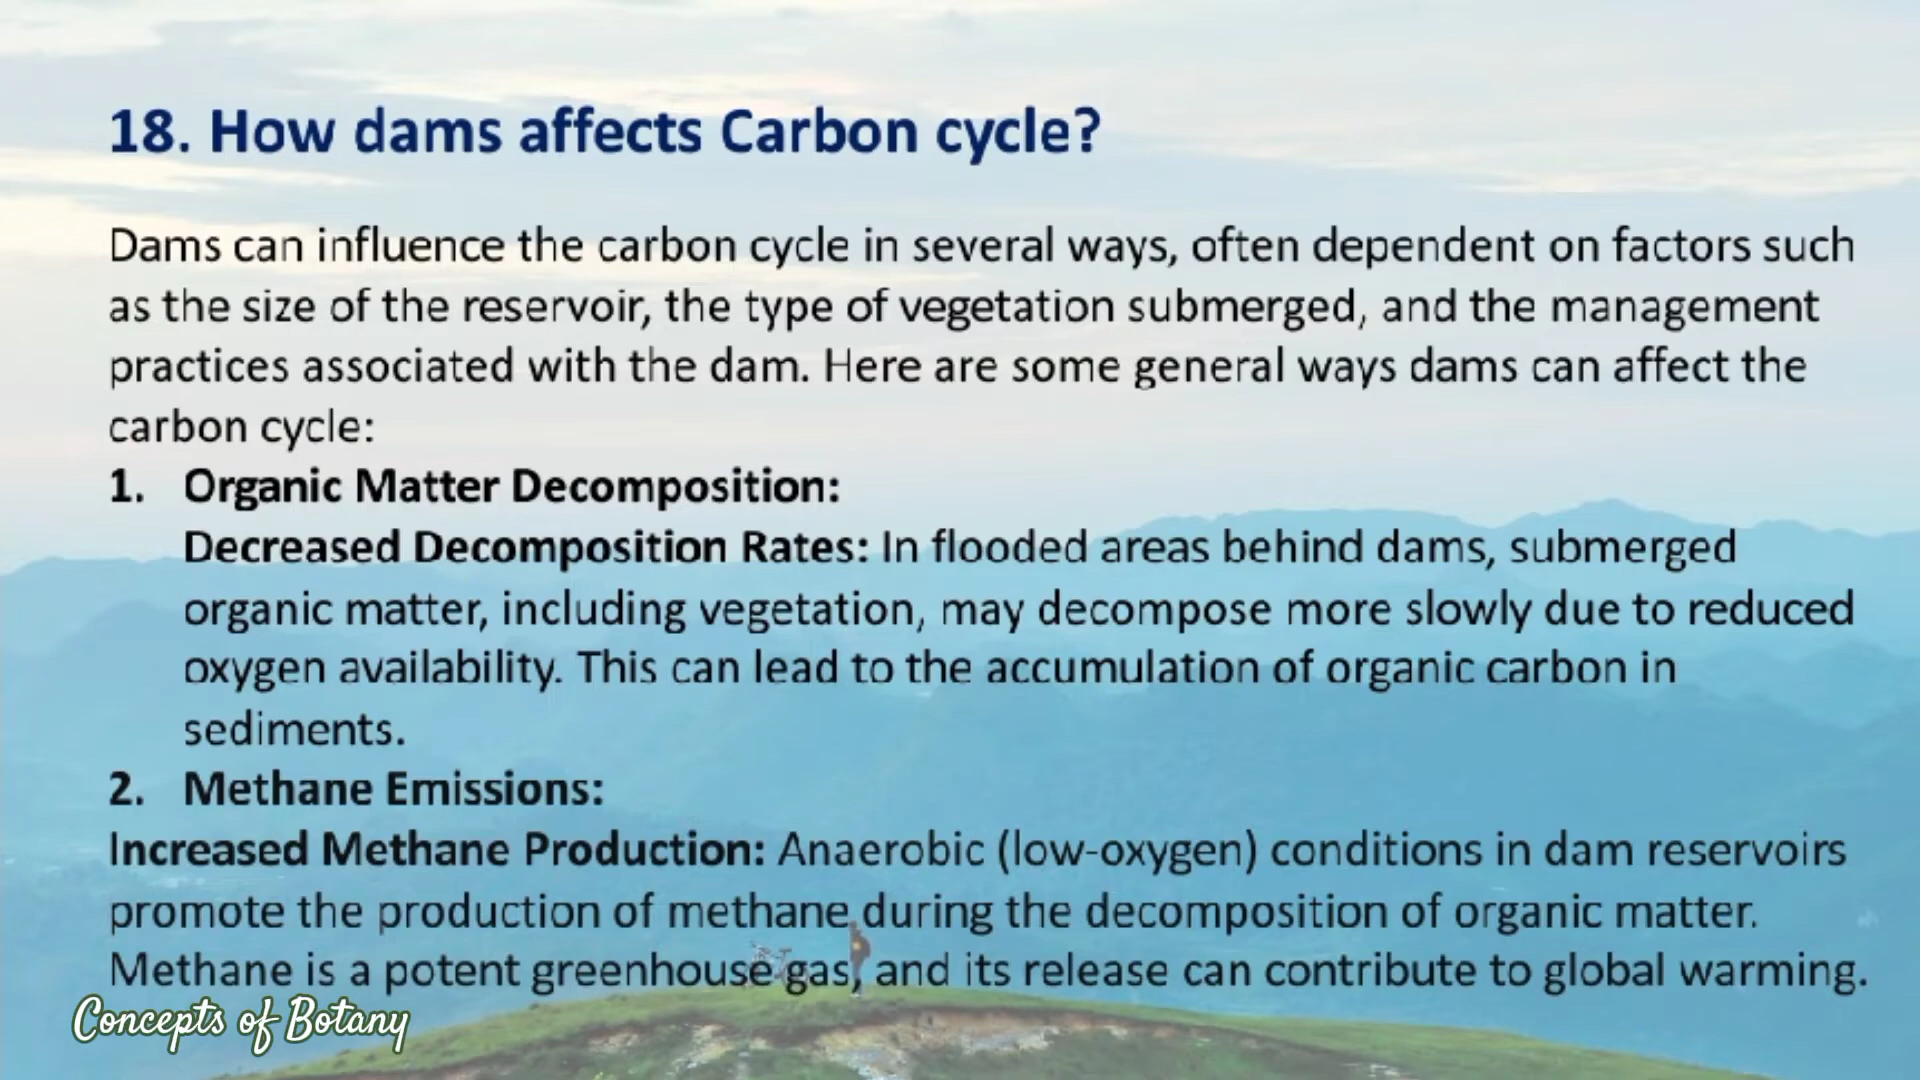 18. How dams affects Carbon cycle?
Dams can influence the carbon cycle in several ways, often dependent on factors such
as the size of the reservoir, the type of vegetation submerged, and the management
practices associated with the dam. Here are some general ways dams can affect the
carbon cycle:
1. Organic Matter Decomposition:
Decreased Decomposition Rates: In flooded areas behind dams, submerged
organic matter, including vegetation, may decompose more slowly due to reduced
oxygen availability. This can lead to the accumulation of organic carbon in
sediments.
2. Methane Emissions:
Increased Methane Production: Anaerobic (low-oxygen) conditions in dam reservoirs
promote the production of methane during the decomposition of organic matter.
Methane is a potent greenhouse gas, and its release can contribute to global warming.
Concepts of Botany